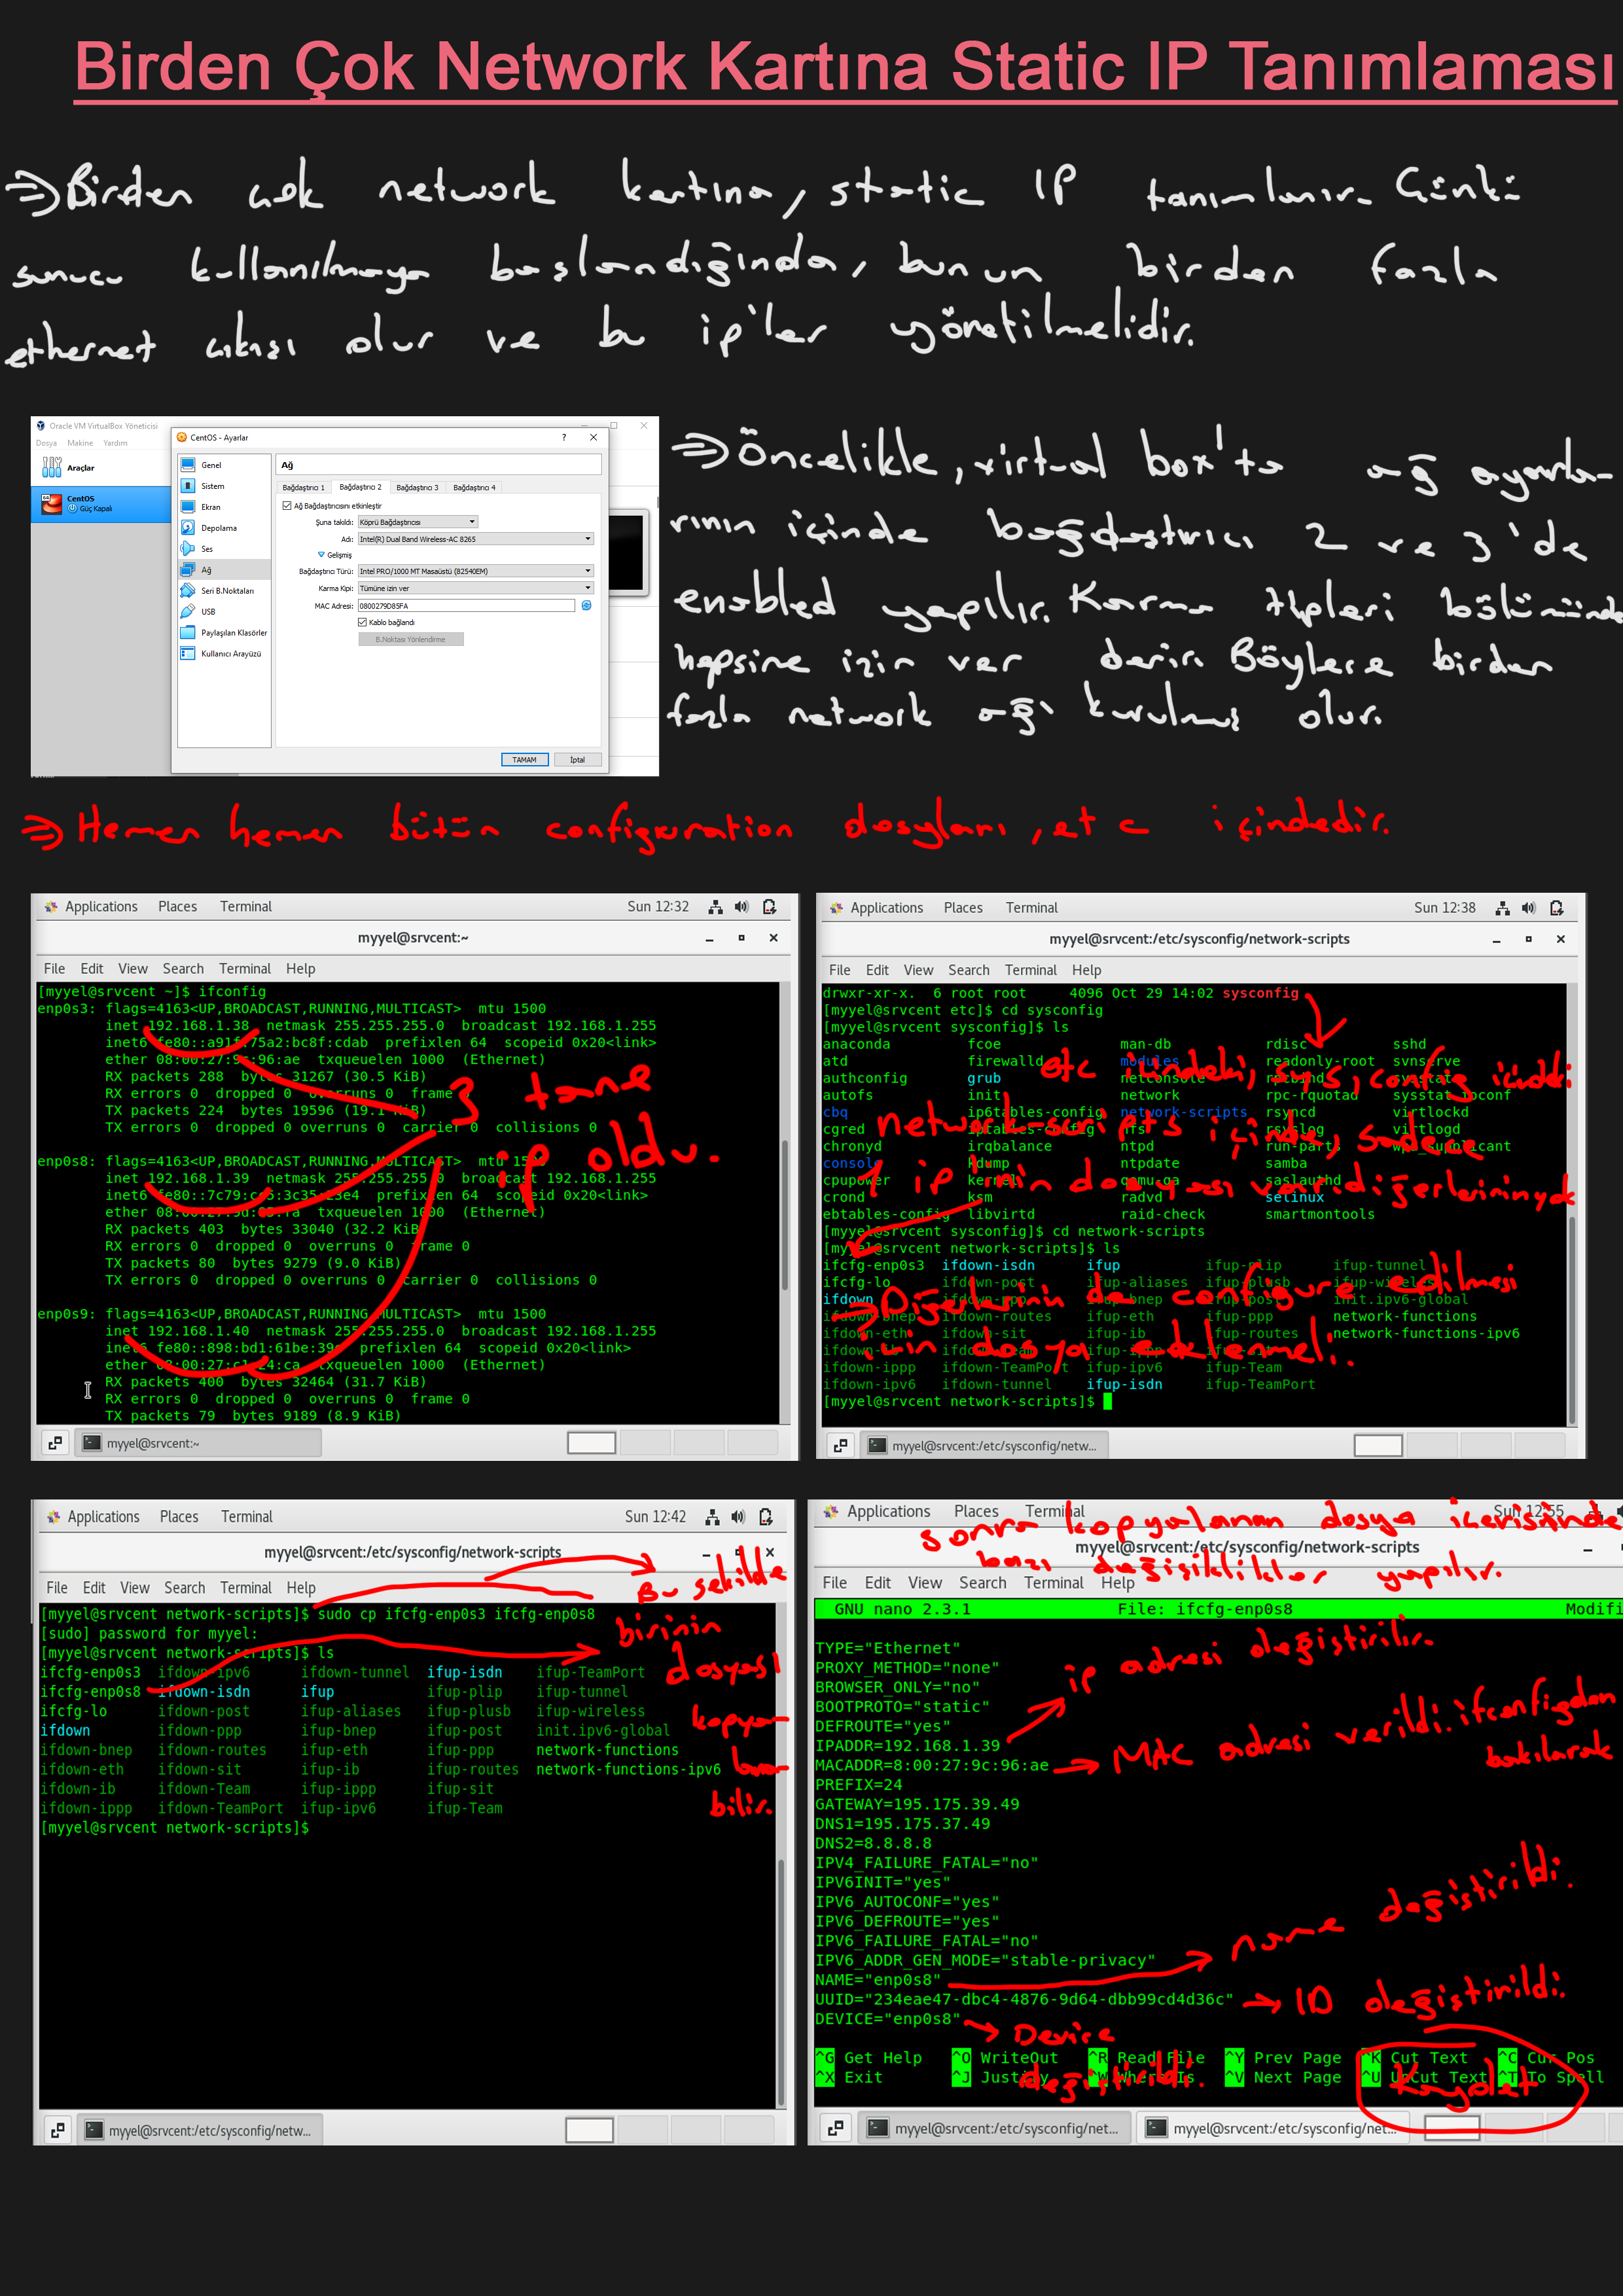 Birden Çok Network Kartına Static IP Tanımlaması
⇒ Birden çok network kartına, static IP tanımlanır. Çünkü
sunucu kullanılmaya başlandığında, bunun birden fazla
ethernet çıkışı olur ve bu ip'ler yönetilmelidir.
Oracle VM VirtualBox Yöneticisi
Dosya Makine Yardım
Araçlar
CentOS
Güç Kapalı
CentOS - Ayarlar
Genel
Sistem
Ekran
Depolama
Ses
Ağ
Seri B.Noktaları
USB
Paylaşılan Klasörler
Kullanıcı Arayüzü
Ağ
Bağdaştırıcı 1 Bağdaştırıcı 2 Bağdaştırıcı 3 Bağdaştırıcı 4
Ağ Bağdaştırıcısını etkinleştir
Şuna takıldı: Köprü Bağdaştırıcısı
Adı: Intel(R) Dual Band Wireless-AC 8265
Gelişmiş
Bağdaştırıcı Türü: Intel PRO/1000 MT Masaüstü (82540EM)
Karma Kipi: Tümüne izin ver
MAC Adresi: 0800279D85FA
Kablo bağlandı
B.Noktası Yönlendirme
TAMAM İptal
⇒ Öncelikle, virtual box'ta ağ ayarla-
rının içinde bağdaştırıcı 2 ve 3'de
enabled yapılır. Karma tipleri bölümünde
hepsine izin ver denir. Böylece birden
fazla network ağı kurulmuş olur.
⇒ Hemen hemen bütün configuration dosyları, etc içindedir.
Applications Places Terminal Sun 12:32
myyel@srvcent:~
File Edit View Search Terminal Help
[myyel@srvcent ~]$ ifconfig
enp0s3: flags=4163<UP,BROADCAST,RUNNING,MULTICAST> mtu 1500
inet 192.168.1.38 netmask 255.255.255.0 broadcast 192.168.1.255
inet6 fe80::a91f:75a2:bc8f:cdab prefixlen 64 scopeid 0x20<link>
ether 08:00:27:9c:96:ae txqueuelen 1000 (Ethernet)
RX packets 288 bytes 31267 (30.5 KiB)
RX errors 0 dropped 0 overruns 0 frame 0
TX packets 224 bytes 19596 (19.1 KiB)
TX errors 0 dropped 0 overruns 0 carrier 0 collisions 0
enp0s8: flags=4163<UP,BROADCAST,RUNNING,MULTICAST> mtu 1500
inet 192.168.1.39 netmask 255.255.255.0 broadcast 192.168.1.255
prefixlen 64 scopeid 0x20<link>
txqueuelen 1000 (Ethernet)
RX packets 403 bytes 33040 (32.2 KiB)
RX errors 0 dropped 0 overruns 0 frame 0
TX packets 80 bytes 9279 (9.0 KiB)
TX errors 0 dropped 0 overruns 0 carrier 0 collisions 0
enp0s9: flags=4163<UP,BROADCAST,RUNNING,MULTICAST> mtu 1500
inet 192.168.1.40 netmask 255.255.255.0 broadcast 192.168.1.255
prefixlen 64 scopeid 0x20<link>
txqueuelen 1000 (Ethernet)
RX packets 400 bytes 32464 (31.7 KiB)
RX errors 0 dropped 0 overruns 0 frame 0
TX packets 79 bytes 9189 (8.9 KiB)
3 tane
ip oldu.
myyel@srvcent:~
Applications Places Terminal Sun 12:38
myyel@srvcent:/etc/sysconfig/network-scripts
File Edit View Search Terminal Help
drwxr-xr-x. 6 root root 4096 Oct 29 14:02 sysconfig
[myyel@srvcent etc]$ cd sysconfig
[myyel@srvcent sysconfig]$ ls
anaconda fcoe man-db rdisc sshd
atd firewalld modules readonly-root svnserve
authconfig grub netconsole rpcbind sysstat
autofs init network rpc-rquotad sysstat.ioconf
cbq ip6tables-config network-scripts rsyncd virtlockd
cgred iptables-config nfs rsyslog virtlogd
chronyd irqbalance ntpd run-parts wpa_supplicant
console kdump ntpdate samba
cpupower kernel qemu-ga saslauthd
crond ksm radvd selinux
ebtables-config libvirtd raid-check smartmontools
[myyel@srvcent sysconfig]$ cd network-scripts
[myyel@srvcent network-scripts]$ ls
ifcfg-enp0s3 ifdown-isdn ifup ifup-plip ifup-tunnel
ifcfg-lo ifdown-post ifup-aliases ifup-plusb ifup-wireless
ifdown ifdown-ppp ifup-bnep ifup-post init.ipv6-global
ifdown-bnep ifdown-routes ifup-eth ifup-ppp network-functions
ifdown-eth ifdown-sit ifup-ib ifup-routes network-functions-ipv6
ifdown-ib ifdown-Team ifup-ippp ifup-sit
ifdown-ippp ifdown-TeamPort ifup-ipv6 ifup-Team
ifdown-ipv6 ifdown-tunnel ifup-isdn ifup-TeamPort
[myyel@srvcent network-scripts]$
etc içindeki, sys, config içindeki
network-scripts içinde, sadece
1 ip'nin dosyası var. diğerlerinin yok
⇒ Diğerlerinin de configure edilmesi
için dosya eklenmeli.
myyel@srvcent:/etc/sysconfig/netw...
Applications Places Terminal Sun 12:42
myyel@srvcent:/etc/sysconfig/network-scripts
File Edit View Search Terminal Help
[myyel@srvcent network-scripts]$ sudo cp ifcfg-enp0s3 ifcfg-enp0s8
[sudo] password for myyel:
[myyel@srvcent network-scripts]$ ls
ifcfg-enp0s3 ifdown-ipv6 ifdown-tunnel ifup-isdn ifup-TeamPort
ifcfg-enp0s8 ifdown-isdn ifup ifup-plip ifup-tunnel
ifcfg-lo ifdown-post ifup-aliases ifup-plusb ifup-wireless
ifdown ifdown-ppp ifup-bnep ifup-post init.ipv6-global
ifdown-bnep ifdown-routes ifup-eth ifup-ppp network-functions
ifdown-eth ifdown-sit ifup-ib ifup-routes network-functions-ipv6
ifdown-ib ifdown-Team ifup-ippp ifup-sit
ifdown-ippp ifdown-TeamPort ifup-ipv6 ifup-Team
[myyel@srvcent network-scripts]$
Bu şekilde
birinin
dosyası
kopya-
lana-
bilir.
myyel@srvcent:/etc/sysconfig/netw...
Applications Places Terminal Sun 12:55
sonra kopyalanan dosya içerisinde
bazı değişiklikler yapılır.
myyel@srvcent:/etc/sysconfig/network-scripts
File Edit View Search Terminal Help
GNU nano 2.3.1 File: ifcfg-enp0s8 Modifi
TYPE="Ethernet"
PROXY_METHOD="none"
BROWSER_ONLY="no"
BOOTPROTO="static"
DEFROUTE="yes"
IPADDR=192.168.1.39
MACADDR=8:00:27:9c:96:ae
PREFIX=24
GATEWAY=195.175.39.49
DNS1=195.175.37.49
DNS2=8.8.8.8
IPV4_FAILURE_FATAL="no"
IPV6INIT="yes"
IPV6_AUTOCONF="yes"
IPV6_DEFROUTE="yes"
IPV6_FAILURE_FATAL="no"
IPV6_ADDR_GEN_MODE="stable-privacy"
NAME="enp0s8"
UUID="234eae47-dbc4-4876-9d64-dbb99cd4d36c"
DEVICE="enp0s8"
ip adresi değiştirilir.
MAC adresi verildi. ifconfigdan
bakılarak
name değiştirildi.
ID değiştirildi.
Device
değiştirildi.
^G Get Help ^O WriteOut ^R Read File ^Y Prev Page ^K Cut Text ^C Cur Pos
^X Exit ^J Justify ^W Where Is ^V Next Page ^U UnCut Text ^T To Spell
Kaydet
myyel@srvcent:/etc/sysconfig/net... myyel@srvcent:/etc/sysconfig/net...